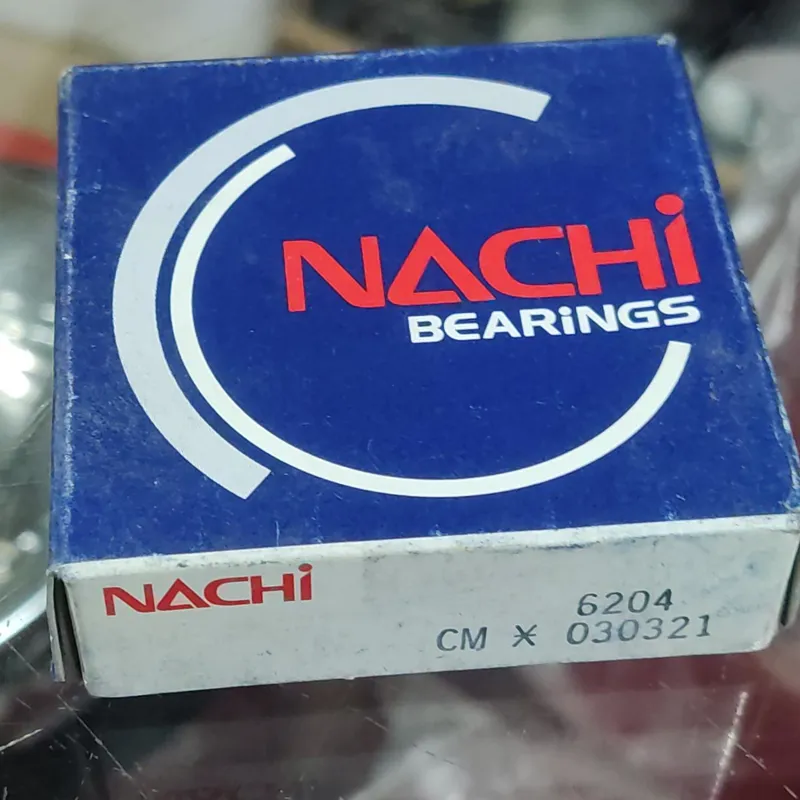 NACHi
BEARiNGS
NACHi
6204
CM X 030321